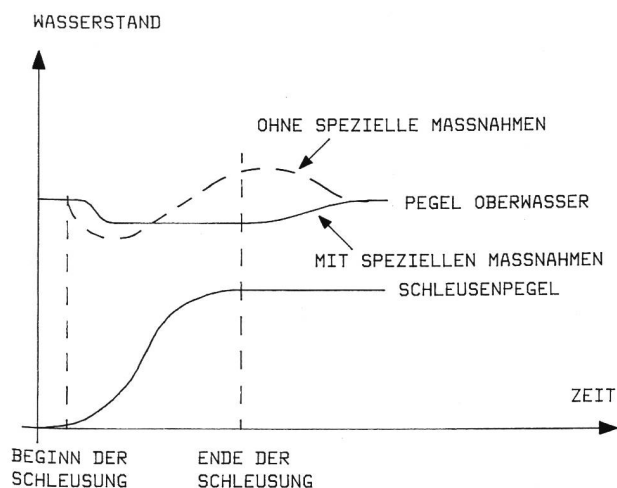 WASSERSTAND
OHNE SPEZIELLE MASSNAHMEN
PEGEL OBERWASSER
MIT SPEZIELLEN MASSNAHMEN
SCHLEUSENPEGEL
ZEIT
BEGINN DER
SCHLEUSUNG
ENDE DER
SCHLEUSUNG